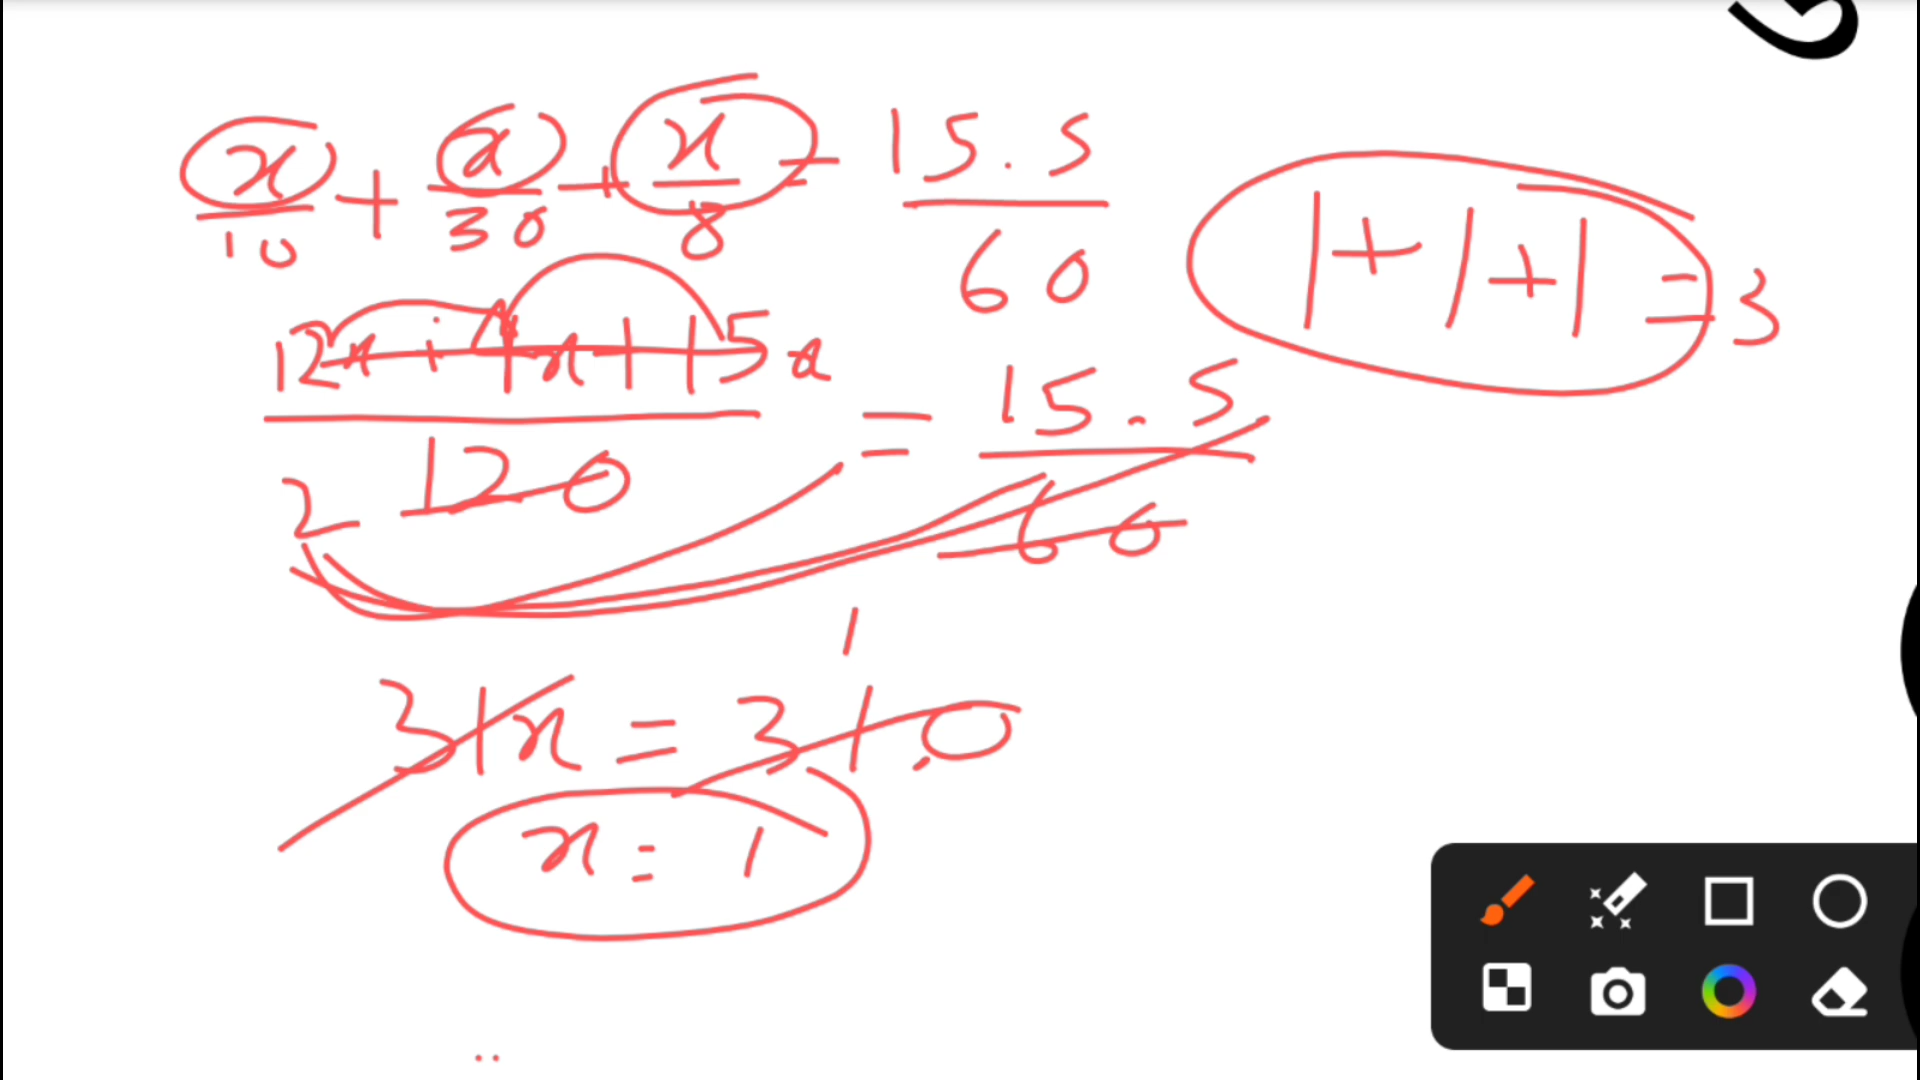 x/10 + x/30 + x/8 = 15.5/60
1+1+1 = 3
12x + 4x + 15x / 120 = 15.5 / 60
2
1
31x = 31.0
x = 1